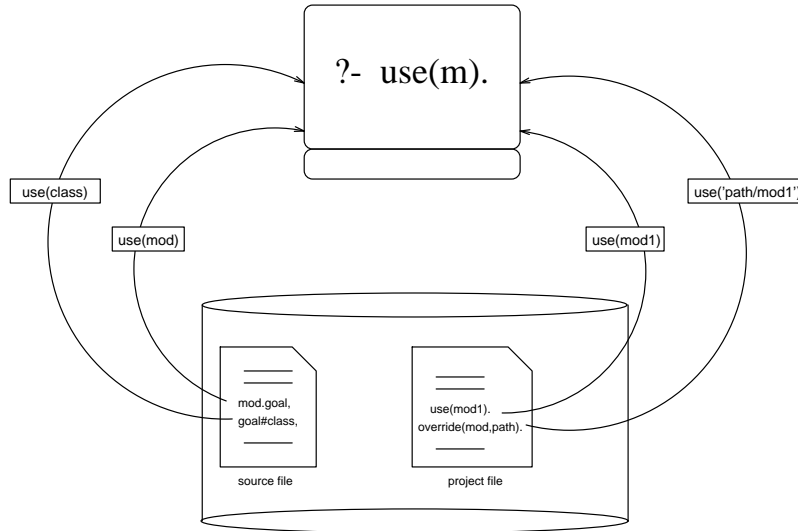 ?- use(m).
use(class)
use('path/mod1')
use(mod)
use(mod1)
mod.goal,
goal#class,
use(mod1).
override(mod,path).
source file
project file